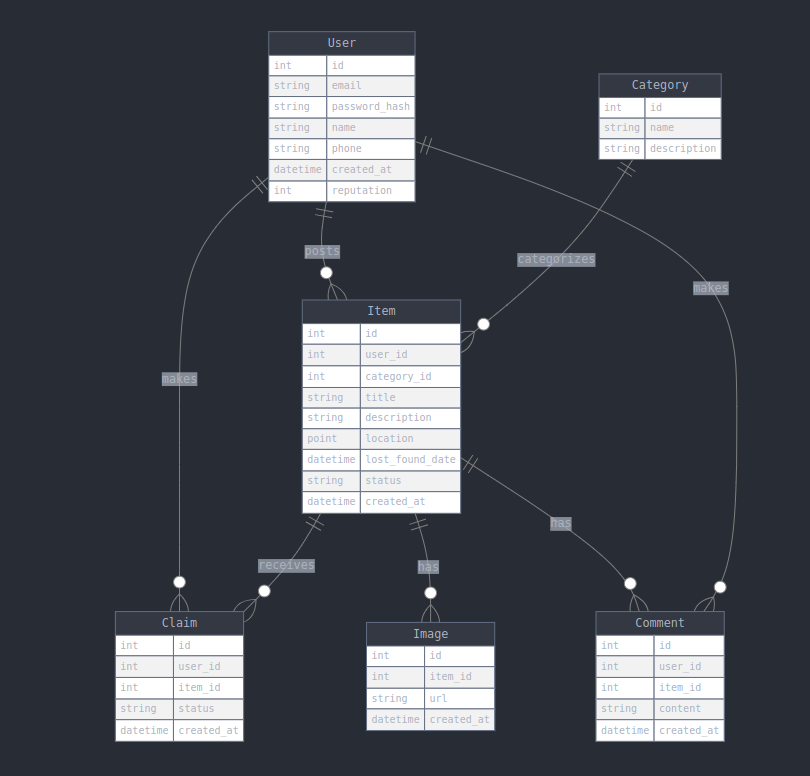 User
int id
string email
string password_hash
string name
string phone
datetime created_at
int reputation
Category
int id
string name
string description
posts
categorizes
makes
makes
Item
int id
int user_id
int category_id
string title
string description
point location
datetime lost_found_date
string status
datetime created_at
has
receives
has
Claim
int id
int user_id
int item_id
string status
datetime created_at
Image
int id
int item_id
string url
datetime created_at
Comment
int id
int user_id
int item_id
string content
datetime created_at